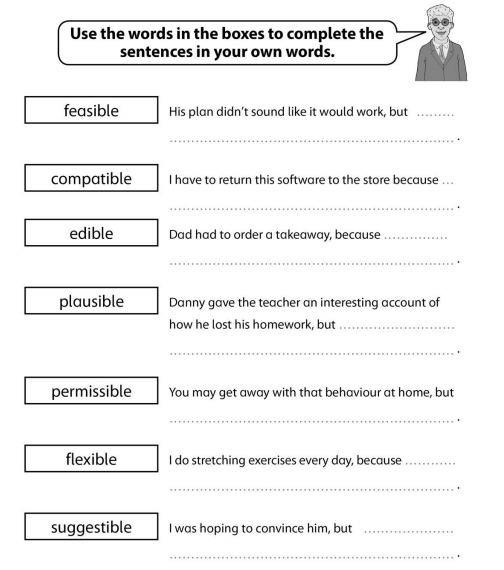 Use the words in the boxes to complete the
sentences in your own words.
feasible
His plan didn't sound like it would work, but .........
.
compatible
I have to return this software to the store because ...
.
edible
Dad had to order a takeaway, because ...............
.
plausible
Danny gave the teacher an interesting account of
how he lost his homework, but ...........................
.
permissible
You may get away with that behaviour at home, but
.
flexible
I do stretching exercises every day, because ............
.
suggestible
I was hoping to convince him, but .....................
.